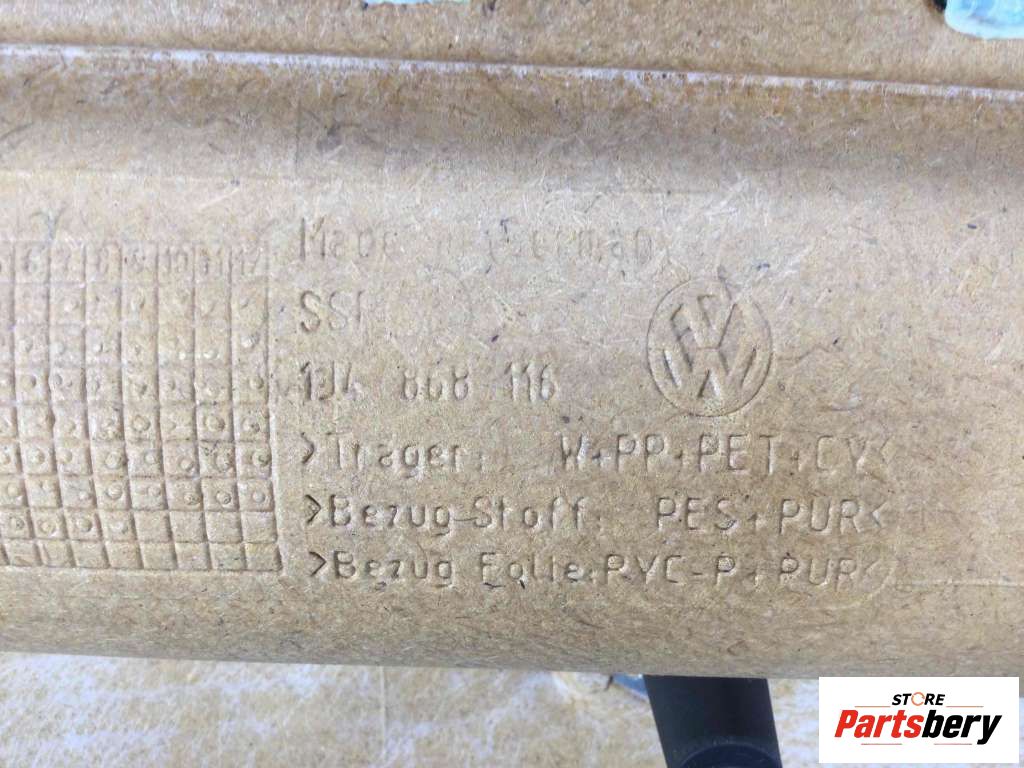 Made in Germany
1J4 868 116
>Träger: W+PP+PET+CV<
>Bezug-Stoff: PES+PUR<
>Bezug Folie:PVC-P+PUR<
STORE
Partsbery